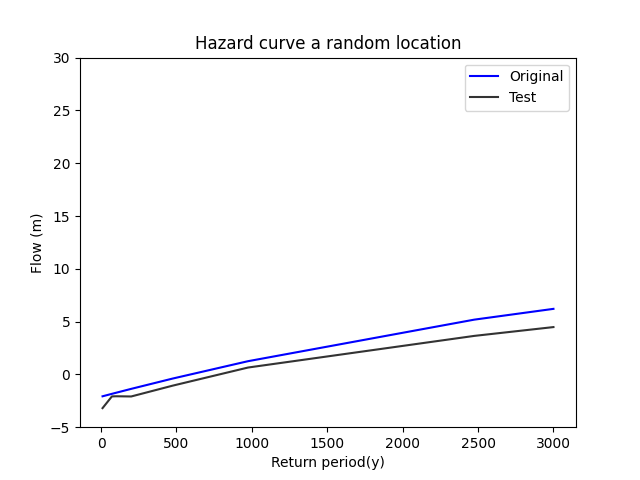 Hazard curve a random location
Original
Test
30
25
20
15
10
5
0
−5
Flow (m)
0 500 1000 1500 2000 2500 3000
Return period(y)